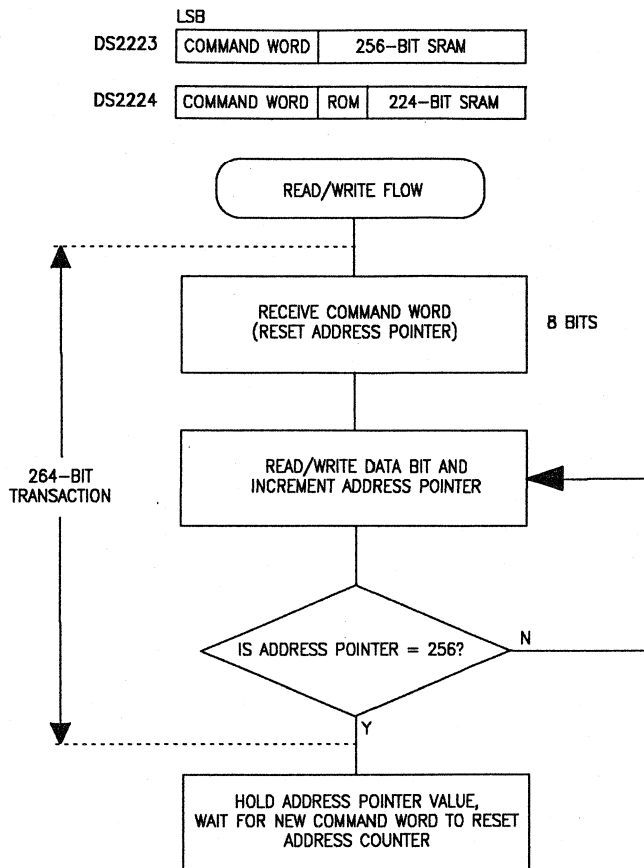 LSB
DS2223 COMMAND WORD 256-BIT SRAM
DS2224 COMMAND WORD ROM 224-BIT SRAM
READ/WRITE FLOW
RECEIVE COMMAND WORD
(RESET ADDRESS POINTER)
8 BITS
READ/WRITE DATA BIT AND
INCREMENT ADDRESS POINTER
264-BIT
TRANSACTION
IS ADDRESS POINTER = 256?
N
Y
HOLD ADDRESS POINTER VALUE,
WAIT FOR NEW COMMAND WORD TO RESET
ADDRESS COUNTER